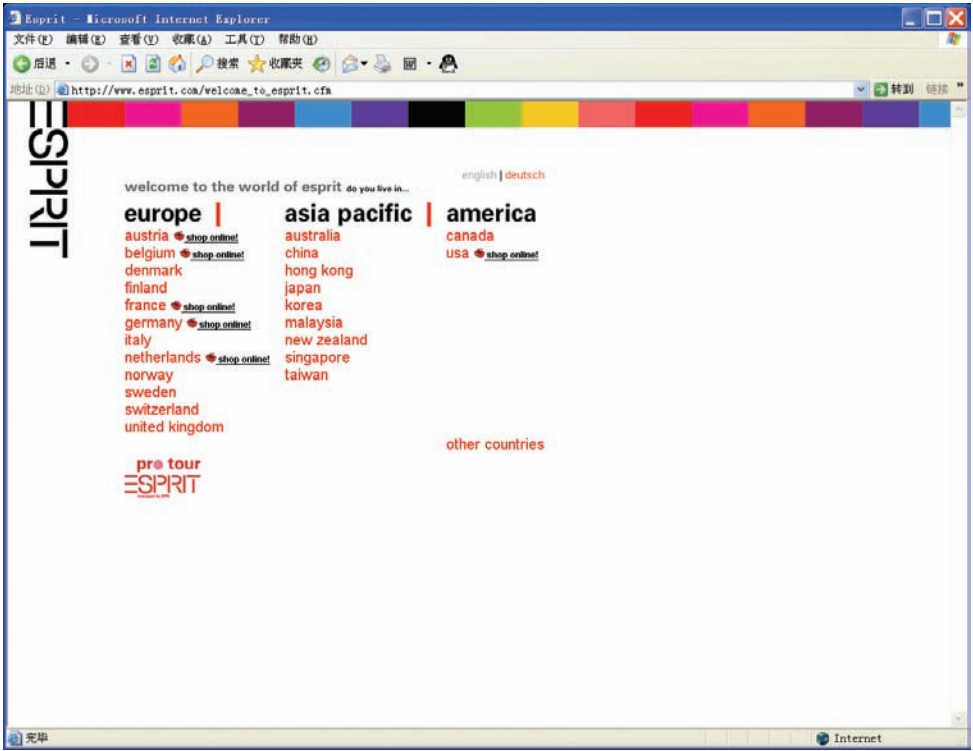 Esprit - Microsoft Internet Explorer
文件(F) 编辑(E) 查看(V) 收藏(A) 工具(T) 帮助(H)
后退 搜索 收藏夹
地址(D) http://www.esprit.com/welcome_to_esprit.cfm 转到 链接 »
ESPRIT
english | deutsch
welcome to the world of esprit do you live in...
europe | asia pacific | america
austria shop online! australia canada
belgium shop online! china usa shop online!
denmark hong kong
finland japan
france shop online! korea
germany shop online! malaysia
italy new zealand
netherlands shop online! singapore
norway taiwan
sweden
switzerland
united kingdom
other countries
pro tour
ESPRIT
完毕 Internet